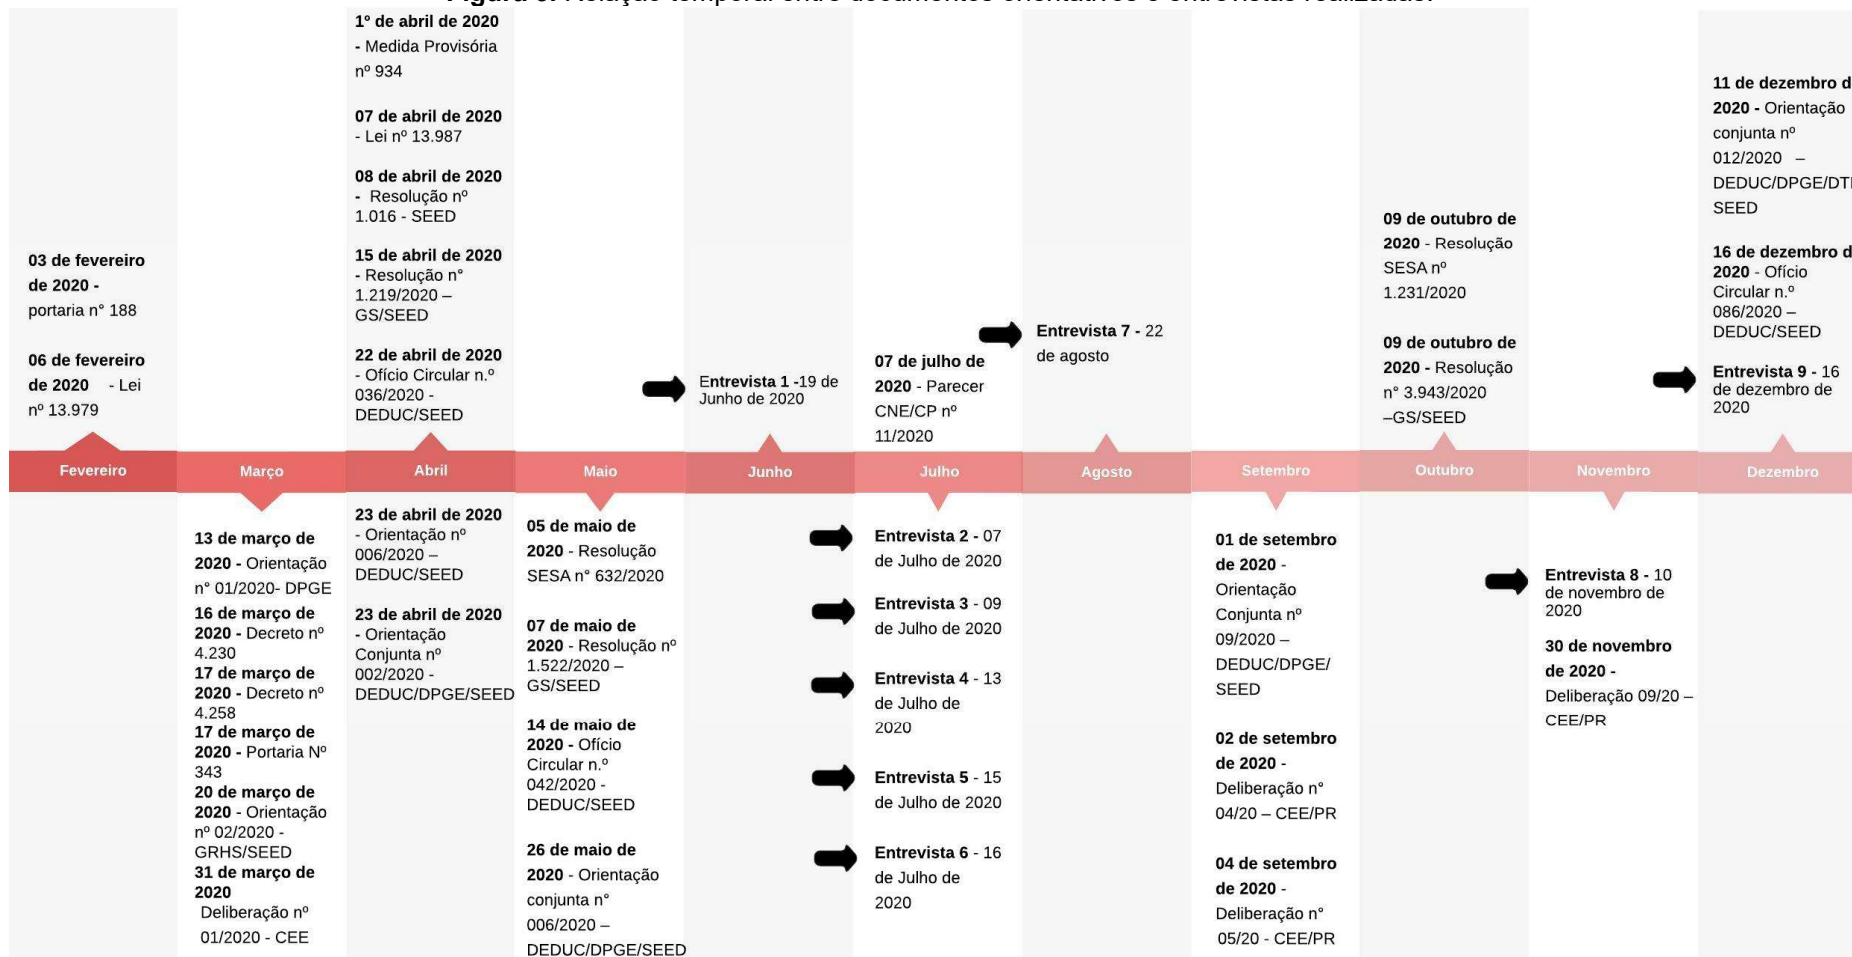 1º de abril de 2020
- Medida Provisória
nº 934
07 de abril de 2020
- Lei nº 13.987
08 de abril de 2020
- Resolução nº
1.016 - SEED
15 de abril de 2020
- Resolução n°
1.219/2020 –
GS/SEED
22 de abril de 2020
- Ofício Circular n.º
036/2020 -
DEDUC/SEED
03 de fevereiro
de 2020 -
portaria n° 188
06 de fevereiro
de 2020 - Lei
nº 13.979
Entrevista 1 -19 de
Junho de 2020
07 de julho de
2020 - Parecer
CNE/CP nº
11/2020
Entrevista 7 - 22
de agosto
09 de outubro de
2020 - Resolução
SESA nº
1.231/2020
09 de outubro de
2020 - Resolução
n° 3.943/2020
–GS/SEED
11 de dezembro d
2020 - Orientação
conjunta nº
012/2020 –
DEDUC/DPGE/DT
SEED
16 de dezembro d
2020 - Ofício
Circular n.º
086/2020 –
DEDUC/SEED
Entrevista 9 - 16
de dezembro de
2020
Fevereiro
Março
Abril
Maio
Junho
Julho
Agosto
Setembro
Outubro
Novembro
Dezembro
13 de março de
2020 - Orientação
n° 01/2020- DPGE
16 de março de
2020 - Decreto nº
4.230
17 de março de
2020 - Decreto nº
4.258
17 de março de
2020 - Portaria Nº
343
20 de março de
2020 - Orientação
nº 02/2020 -
GRHS/SEED
31 de março de
2020
Deliberação nº
01/2020 - CEE
23 de abril de 2020
- Orientação nº
006/2020 –
DEDUC/SEED
23 de abril de 2020
- Orientação
Conjunta nº
002/2020 -
DEDUC/DPGE/SEED
05 de maio de
2020 - Resolução
SESA n° 632/2020
07 de maio de
2020 - Resolução nº
1.522/2020 –
GS/SEED
14 de maio de
2020 - Ofício
Circular n.º
042/2020 -
DEDUC/SEED
26 de maio de
2020 - Orientação
conjunta n°
006/2020 –
DEDUC/DPGE/SEED
Entrevista 2 - 07
de Julho de 2020
Entrevista 3 - 09
de Julho de 2020
Entrevista 4 - 13
de Julho de
2020
Entrevista 5 - 15
de Julho de 2020
Entrevista 6 - 16
de Julho de
2020
01 de setembro
de 2020 -
Orientação
Conjunta nº
09/2020 –
DEDUC/DPGE/
SEED
02 de setembro
de 2020 -
Deliberação n°
04/20 – CEE/PR
04 de setembro
de 2020 -
Deliberação n°
05/20 - CEE/PR
Entrevista 8 - 10
de novembro de
2020
30 de novembro
de 2020 -
Deliberação 09/20 –
CEE/PR